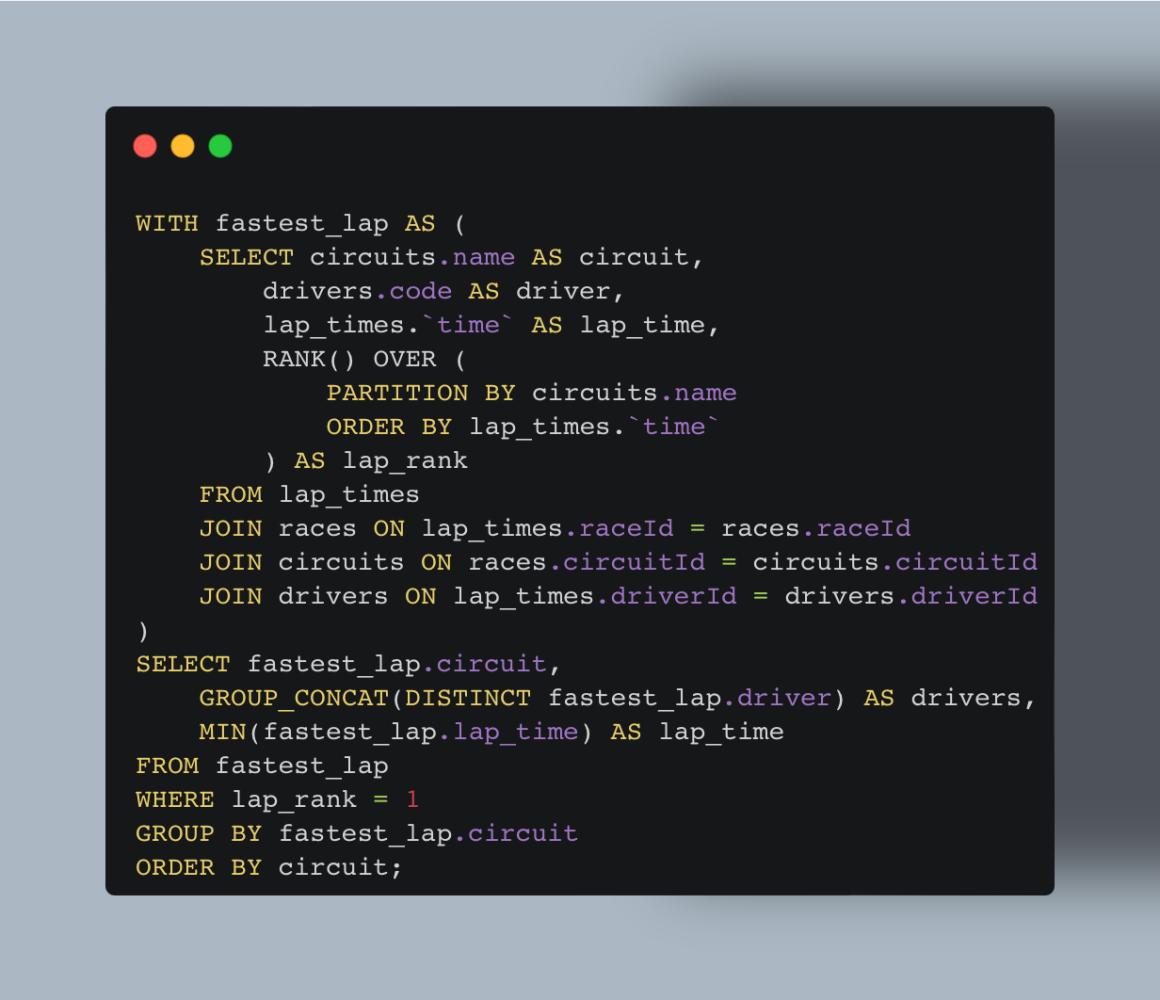 WITH fastest_lap AS (
    SELECT circuits.name AS circuit,
        drivers.code AS driver,
        lap_times.`time` AS lap_time,
        RANK() OVER (
            PARTITION BY circuits.name
            ORDER BY lap_times.`time`
        ) AS lap_rank
    FROM lap_times
    JOIN races ON lap_times.raceId = races.raceId
    JOIN circuits ON races.circuitId = circuits.circuitId
    JOIN drivers ON lap_times.driverId = drivers.driverId
)
SELECT fastest_lap.circuit,
    GROUP_CONCAT(DISTINCT fastest_lap.driver) AS drivers,
    MIN(fastest_lap.lap_time) AS lap_time
FROM fastest_lap
WHERE lap_rank = 1
GROUP BY fastest_lap.circuit
ORDER BY circuit;